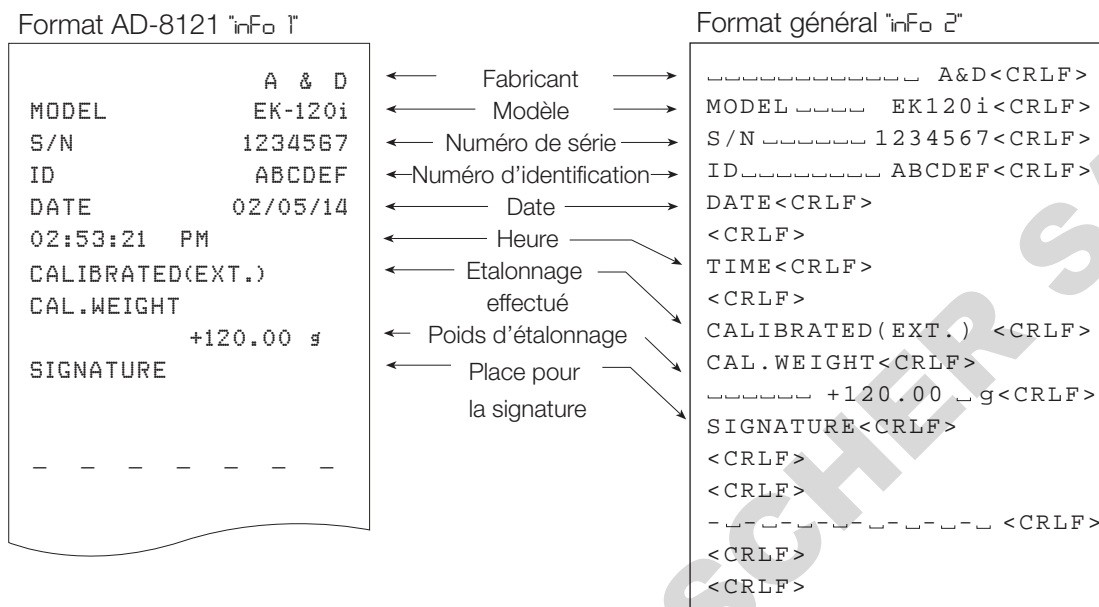 Format AD-8121 "inFo 1"
A & D
MODEL EK-120i
S/N 1234567
ID ABCDEF
DATE 02/05/14
02:53:21 PM
CALIBRATED(EXT.)
CAL.WEIGHT
+120.00 g
SIGNATURE
_ _ _ _ _ _ _
Fabricant
Modèle
Numéro de série
Numéro d'identification
Date
Heure
Etalonnage
effectué
Poids d'étalonnage
Place pour
la signature
Format général "inFo 2"
␣␣␣␣␣␣␣␣␣␣␣␣ A&D<CRLF>
MODEL ␣␣␣␣ EK120i<CRLF>
S/N ␣␣␣␣␣␣ 1234567<CRLF>
ID␣␣␣␣␣␣␣␣ ABCDEF<CRLF>
DATE<CRLF>
<CRLF>
TIME<CRLF>
<CRLF>
CALIBRATED(EXT.) <CRLF>
CAL.WEIGHT<CRLF>
␣␣␣␣␣␣ +120.00 ␣ g<CRLF>
SIGNATURE<CRLF>
<CRLF>
<CRLF>
-␣-␣-␣-␣-␣-␣-␣-␣ <CRLF>
<CRLF>
<CRLF>